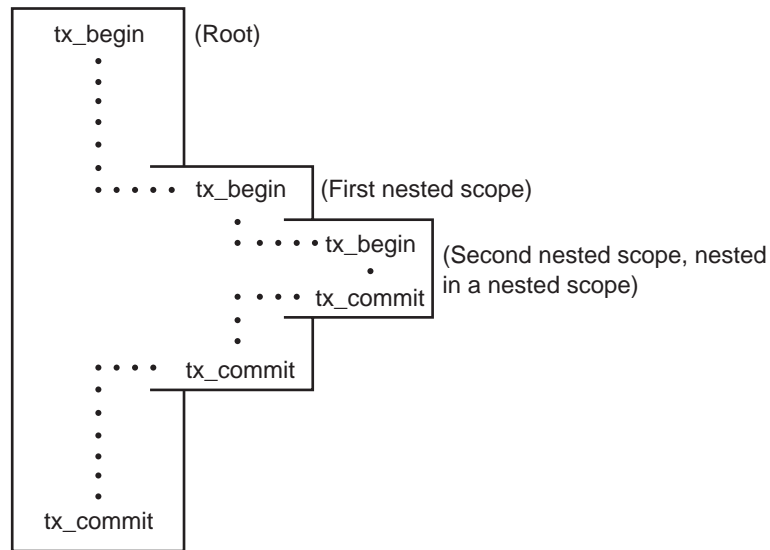 tx_begin (Root)
tx_begin (First nested scope)
tx_begin
(Second nested scope, nested
in a nested scope)
tx_commit
tx_commit
tx_commit